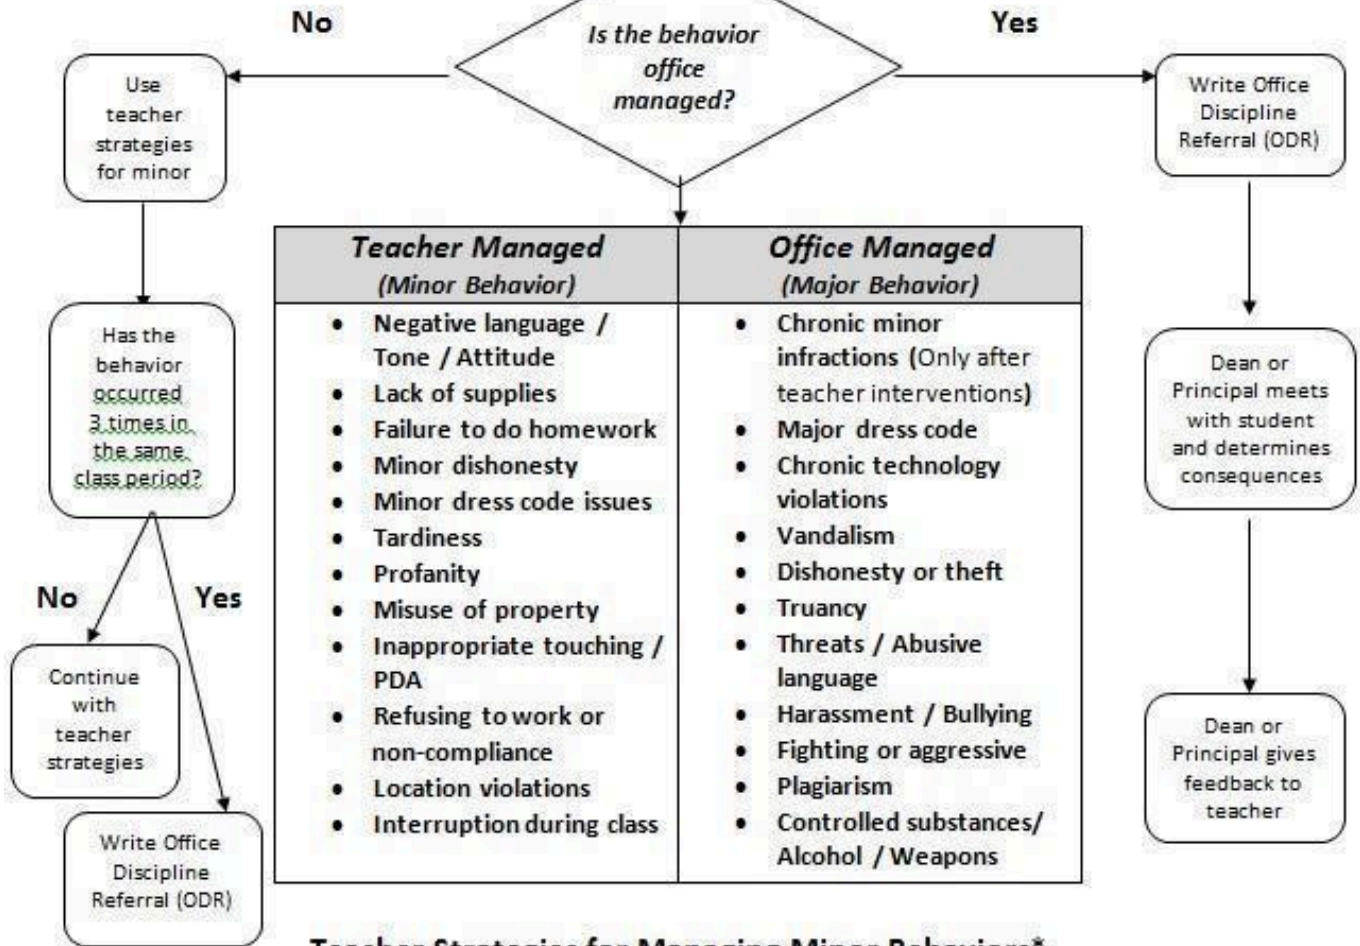 No
Is the behavior
office
managed?
Yes
Use
teacher
strategies
for minor
Has the
behavior
occurred
3 times in
the same
class period?
No
Yes
Continue
with
teacher
strategies
Write Office
Discipline
Referral (ODR)
Teacher Managed
(Minor Behavior)
• Negative language /
Tone / Attitude
• Lack of supplies
• Failure to do homework
• Minor dishonesty
• Minor dress code issues
• Tardiness
• Profanity
• Misuse of property
• Inappropriate touching /
PDA
• Refusing to work or
non-compliance
• Location violations
• Interruption during class
Office Managed
(Major Behavior)
• Chronic minor
infractions (Only after
teacher interventions)
• Major dress code
• Chronic technology
violations
• Vandalism
• Dishonesty or theft
• Truancy
• Threats / Abusive
language
• Harassment / Bullying
• Fighting or aggressive
• Plagiarism
• Controlled substances/
Alcohol / Weapons
Write Office
Discipline
Referral (ODR)
Dean or
Principal meets
with student
and determines
consequences
Dean or
Principal gives
feedback to
teacher
Teacher Strategies for Managing Minor Behaviors*